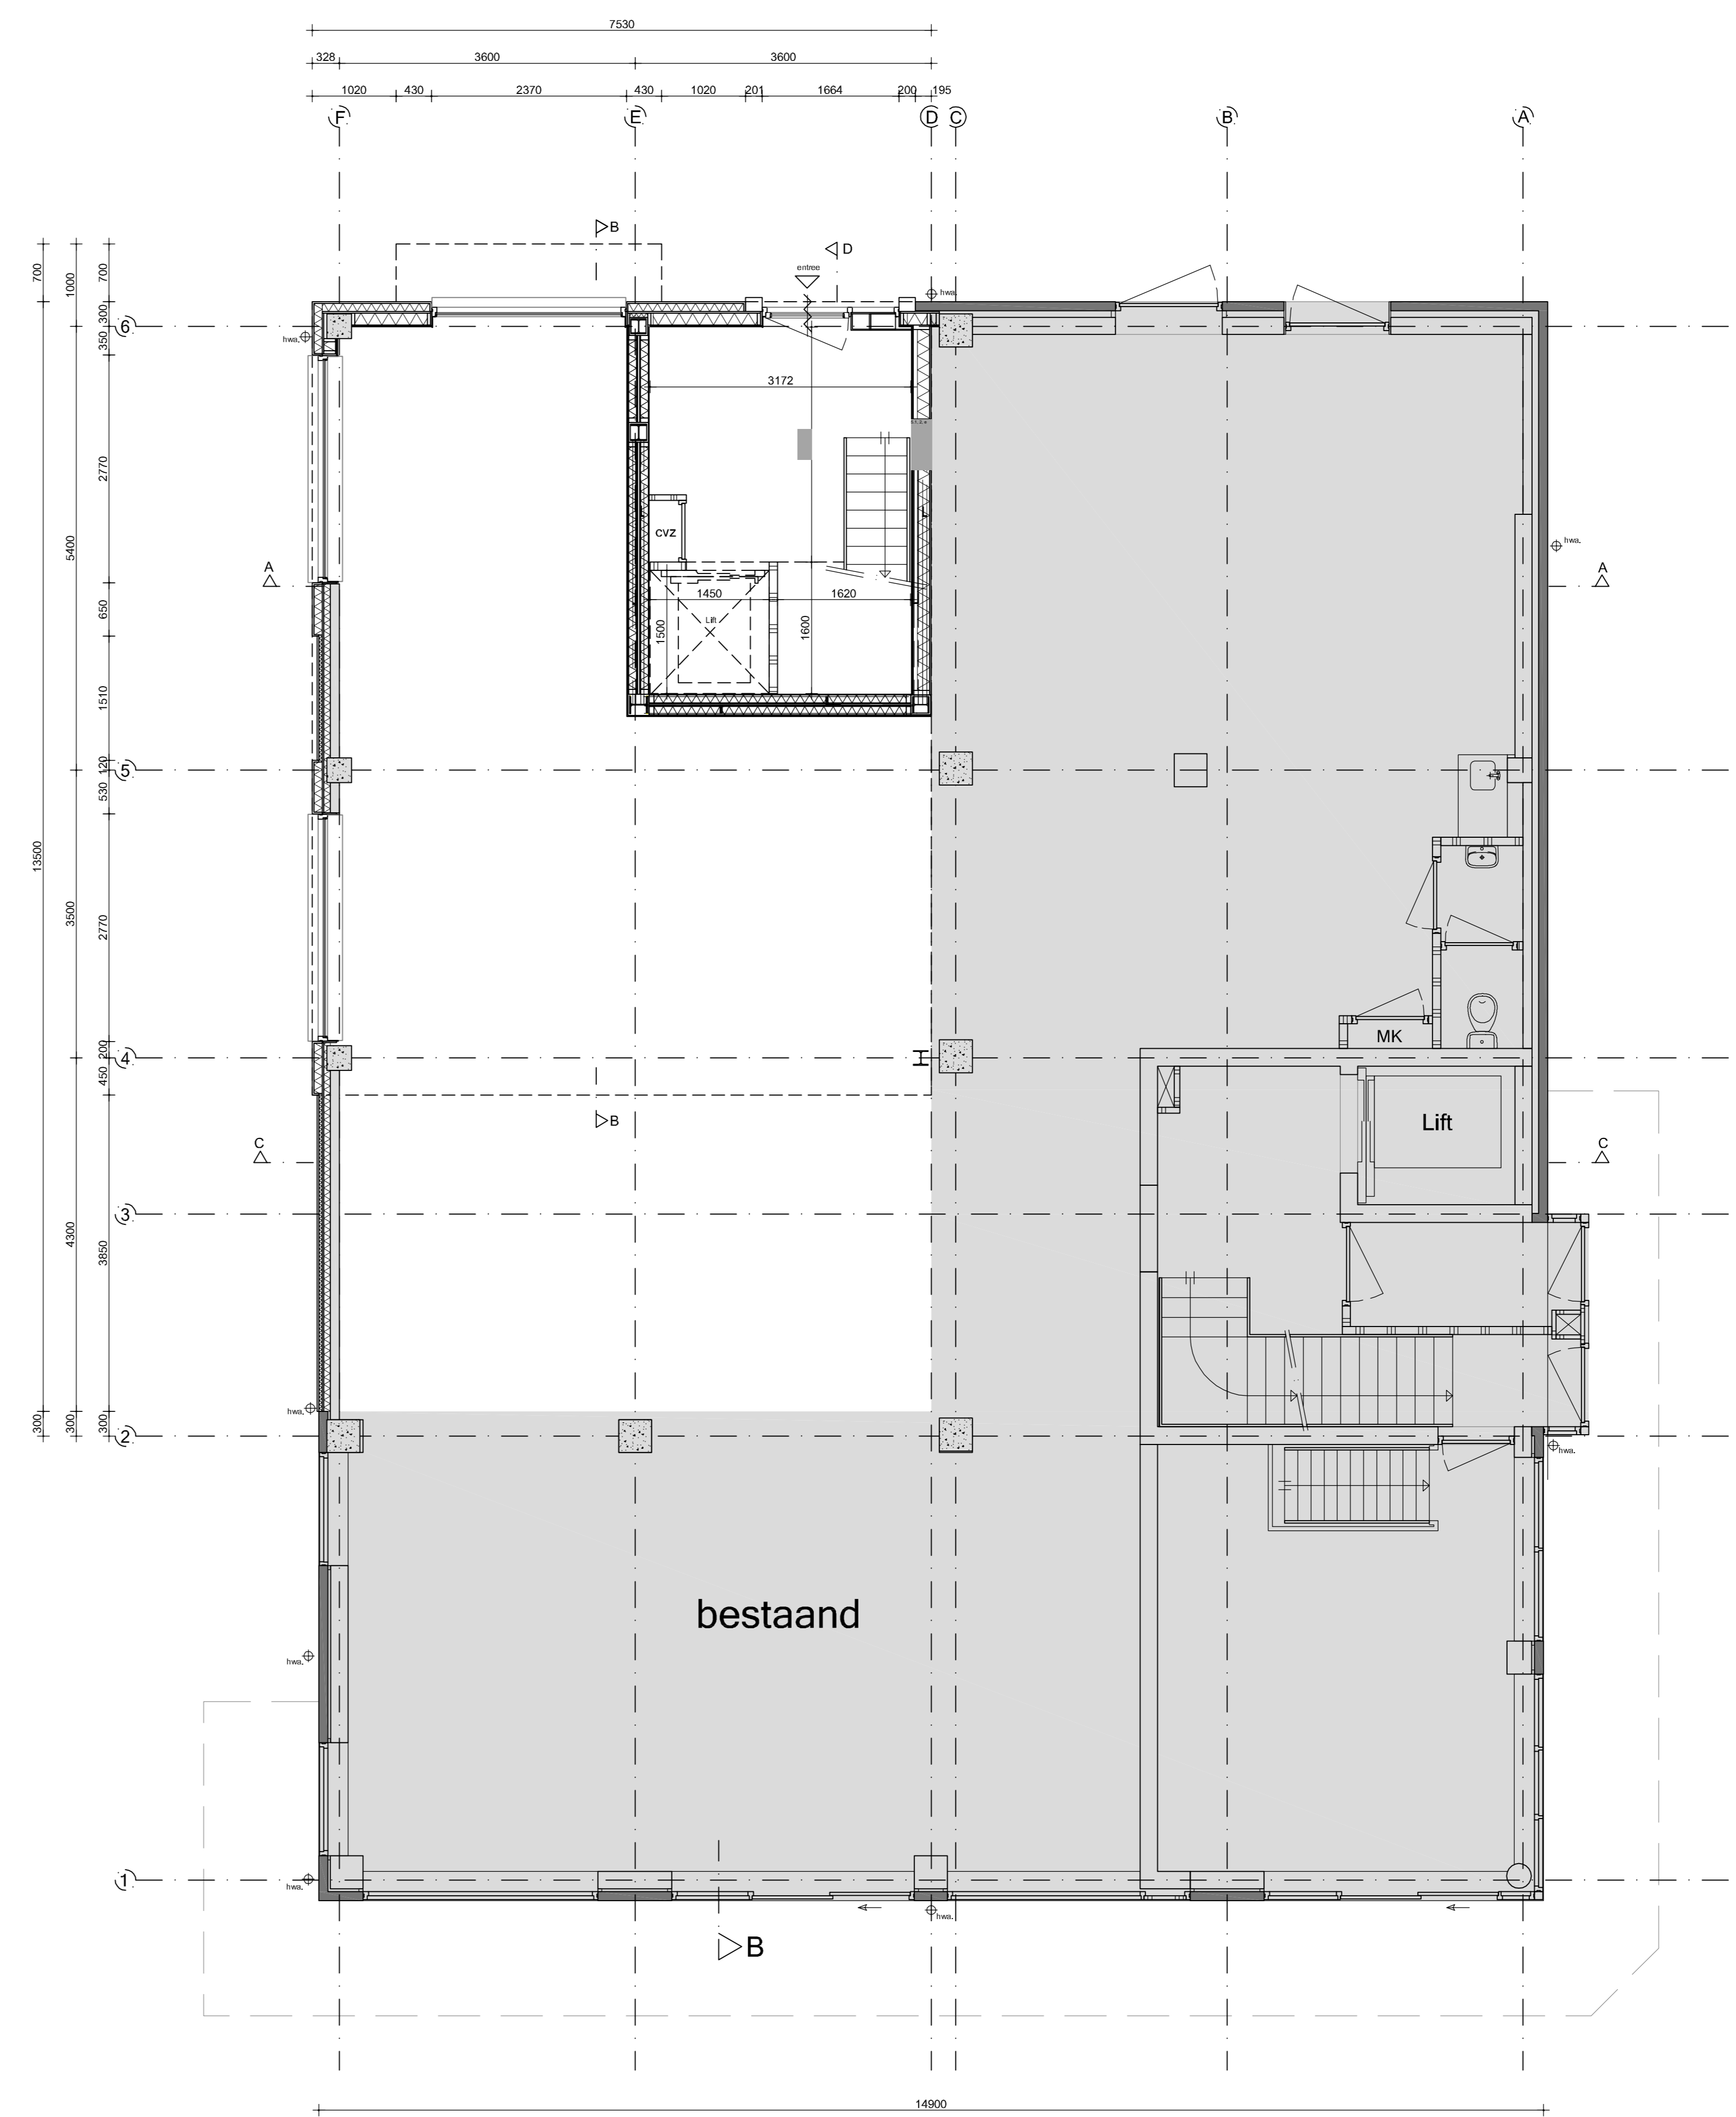 7530
328 3600 3600
1020 430 2370 430 1020 201 1664 200 195
F E D C B A
B
D
entree
hwa.
700 1000 700
300
6
hwa.
350
3172
2770
5400
cvz
hwa.
A A
650
1450 1620
Lift
1500 1600
1510
5
120
530
13500
3500
2770
MK
4
200
450
B
Lift
C C
3
4300
3850
hwa.
300 300 300
2
hwa.
bestaand
hwa.
1
hwa.
hwa.
B
14900